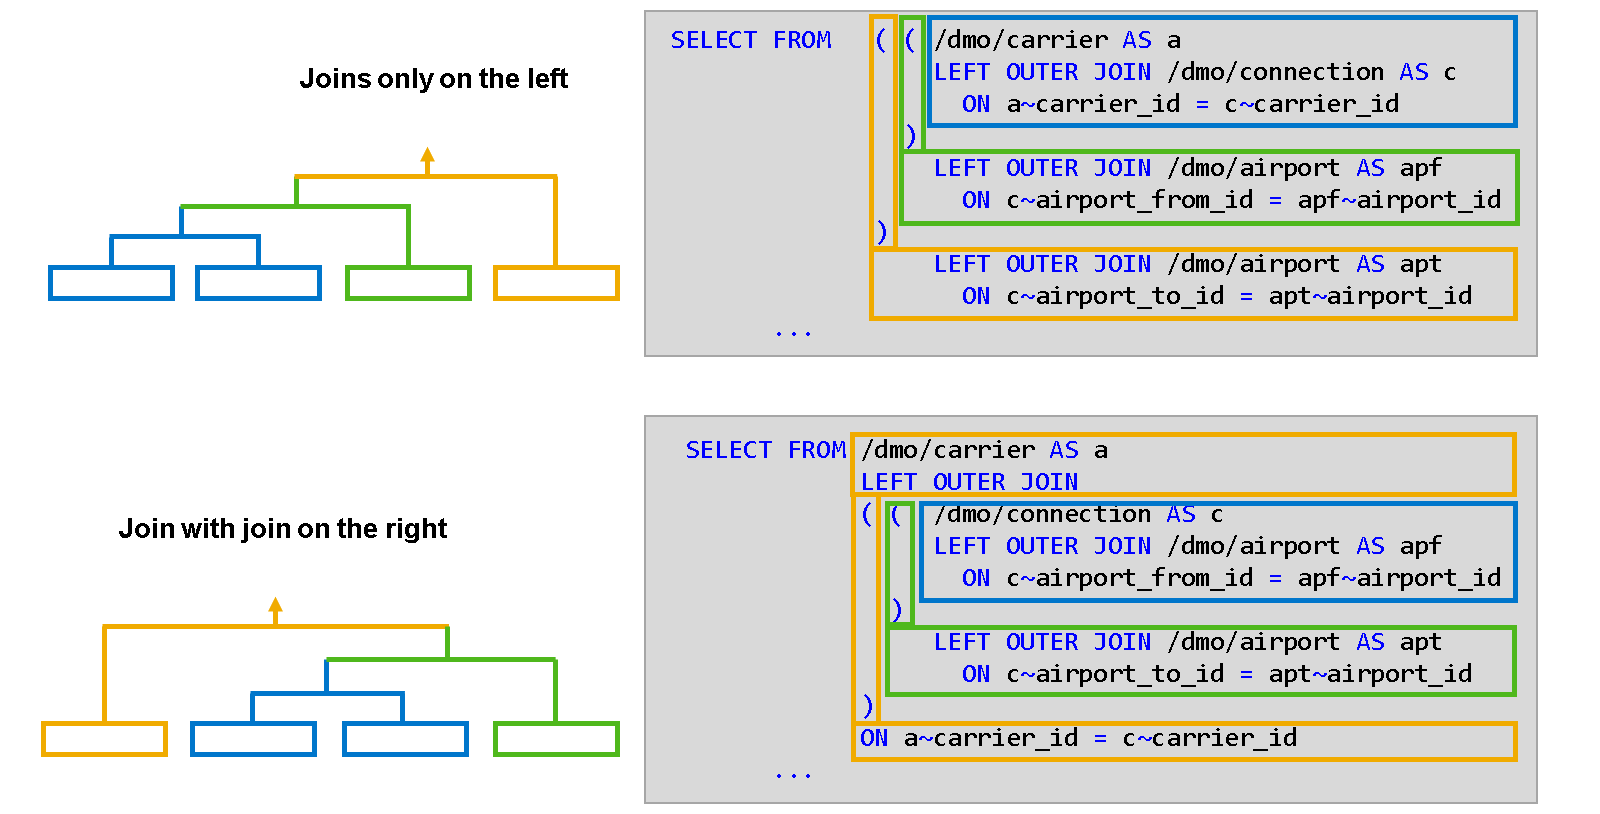 Joins only on the left
SELECT FROM ( ( /dmo/carrier AS a
LEFT OUTER JOIN /dmo/connection AS c
ON a~carrier_id = c~carrier_id
)
LEFT OUTER JOIN /dmo/airport AS apf
ON c~airport_from_id = apf~airport_id
)
LEFT OUTER JOIN /dmo/airport AS apt
ON c~airport_to_id = apt~airport_id
...
Join with join on the right
SELECT FROM /dmo/carrier AS a
LEFT OUTER JOIN
( ( /dmo/connection AS c
LEFT OUTER JOIN /dmo/airport AS apf
ON c~airport_from_id = apf~airport_id
)
LEFT OUTER JOIN /dmo/airport AS apt
ON c~airport_to_id = apt~airport_id
)
ON a~carrier_id = c~carrier_id
...